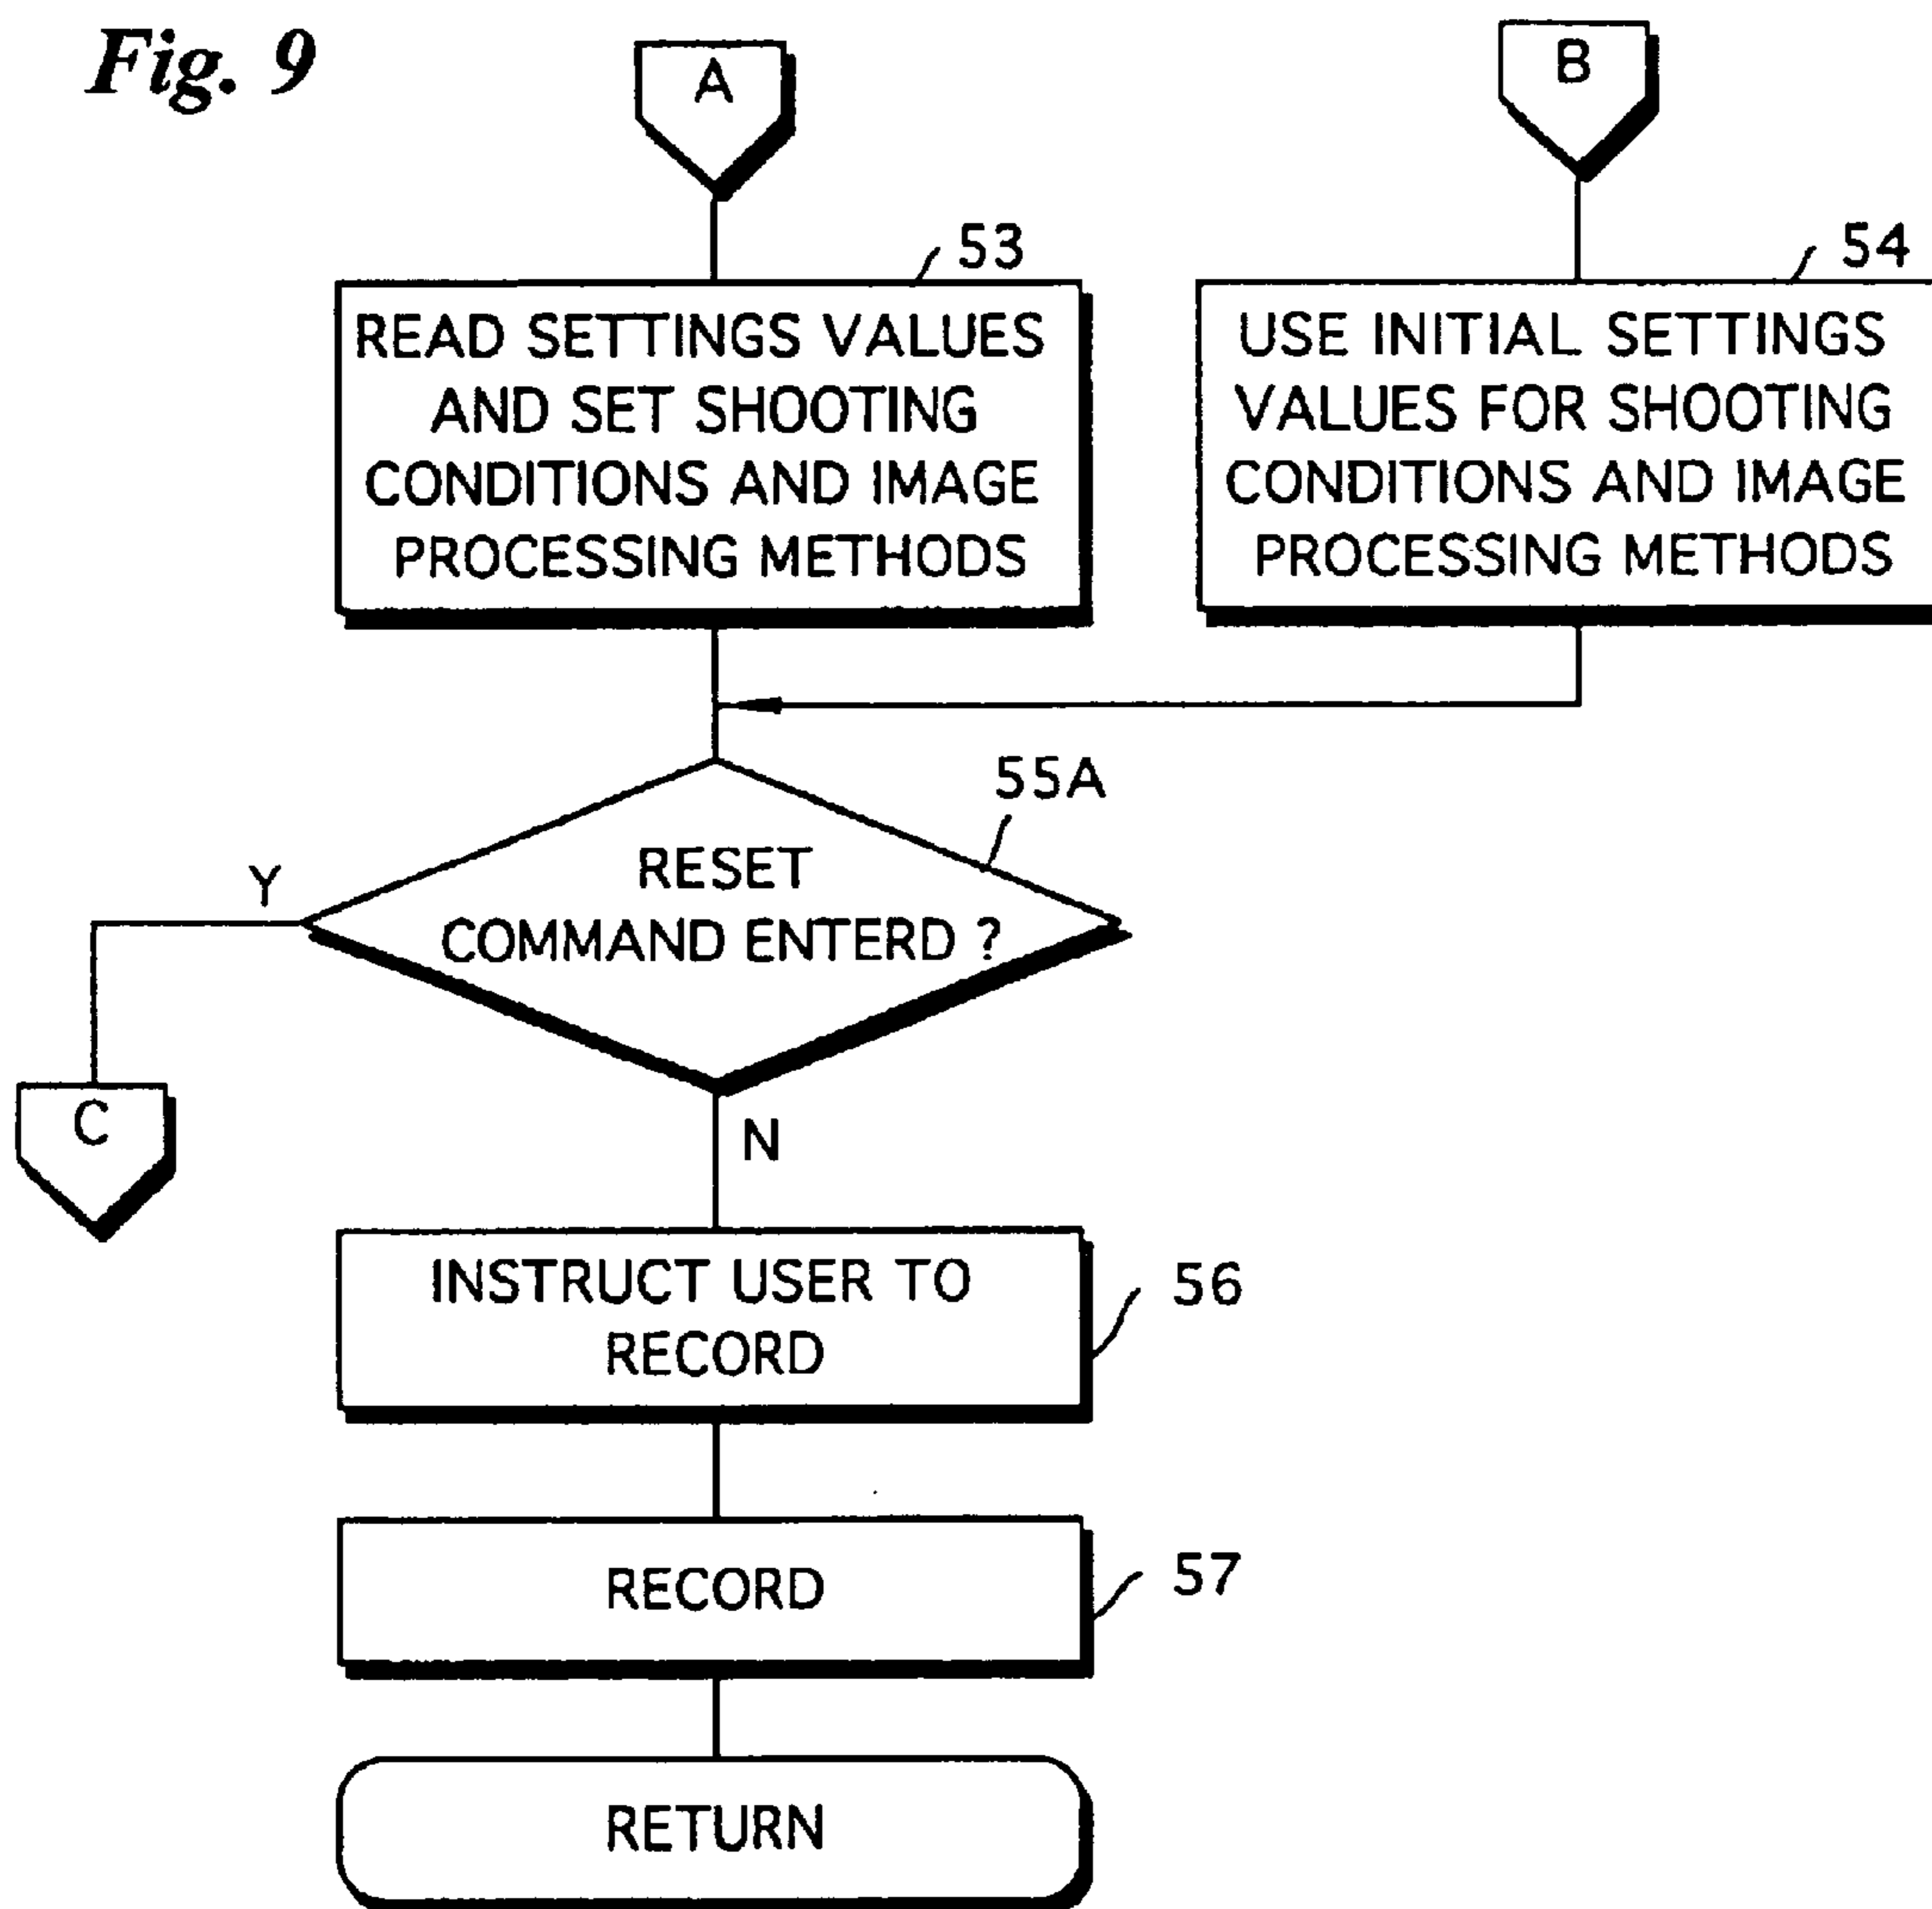 Fig. 9
A
B
53
READ SETTINGS VALUES
AND SET SHOOTING
CONDITIONS AND IMAGE
PROCESSING METHODS
54
USE INITIAL SETTINGS
VALUES FOR SHOOTING
CONDITIONS AND IMAGE
PROCESSING METHODS
55A
RESET
COMMAND ENTERD ?
Y
C
N
INSTRUCT USER TO
RECORD
56
RECORD
57
RETURN